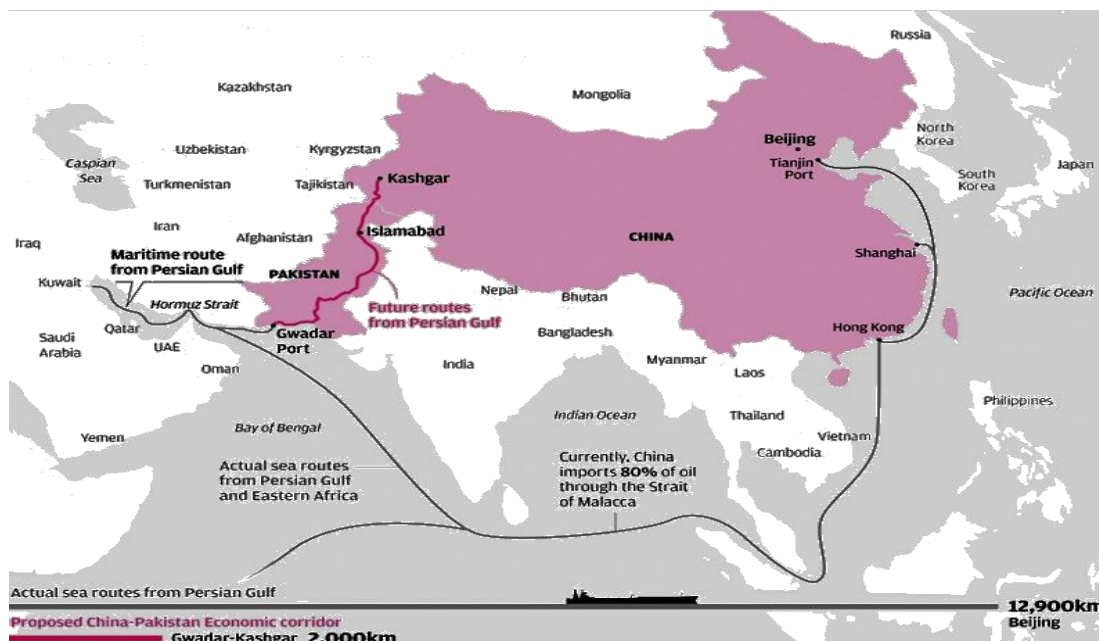 Russia
Kazakhstan
Mongolia
Beijing
Tianjin
Port
North
Korea
South
Korea
Japan
Caspian
Sea
Uzbekistan
Kyrgyzstan
Turkmenistan
Tajikistan
Kashgar
Iran
Afghanistan
Islamabad
CHINA
Shanghai
Iraq
Maritime route
from Persian Gulf
PAKISTAN
Kuwait
Hormuz Strait
Future routes
from Persian Gulf
Nepal
Bhutan
Pacific Ocean
Qatar
Saudi
Arabia
UAE
Gwadar
Port
Bangladesh
Hong Kong
Oman
India
Myanmar
Laos
Philippines
Yemen
Bay of Bengal
Indian Ocean
Thailand
Vietnam
Cambodia
Actual sea routes
from Persian Gulf
and Eastern Africa
Currently, China
imports 80% of oil
through the Strait
of Malacca
Actual sea routes from Persian Gulf
12,900km
Beijing
Proposed China-Pakistan Economic corridor
Gwadar-Kashgar 2,000km